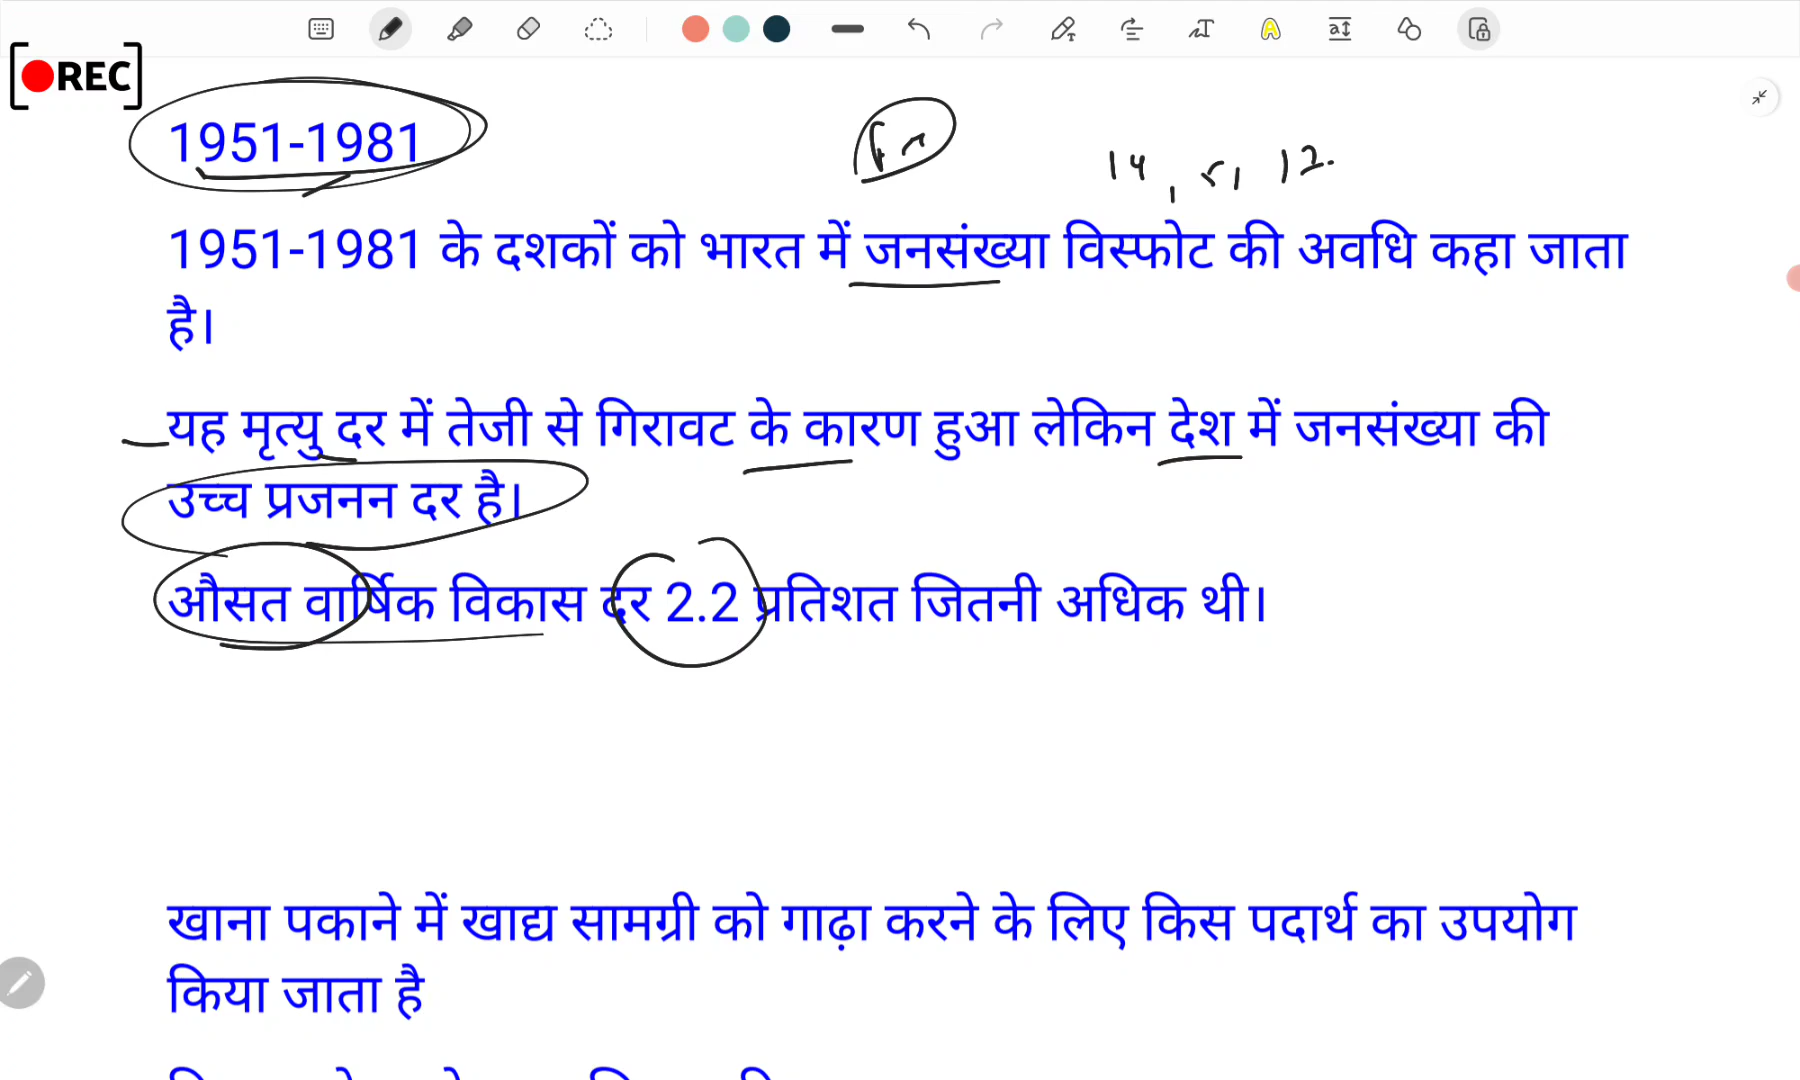 REC
1951-1981
14, 51, 12.
1951-1981 के दशकों को भारत में जनसंख्या विस्फोट की अवधि कहा जाता
है।
यह मृत्यु दर में तेजी से गिरावट के कारण हुआ लेकिन देश में जनसंख्या की
उच्च प्रजनन दर है।
औसत वार्षिक विकास दर 2.2 प्रतिशत जितनी अधिक थी।
खाना पकाने में खाद्य सामग्री को गाढ़ा करने के लिए किस पदार्थ का उपयोग
किया जाता है